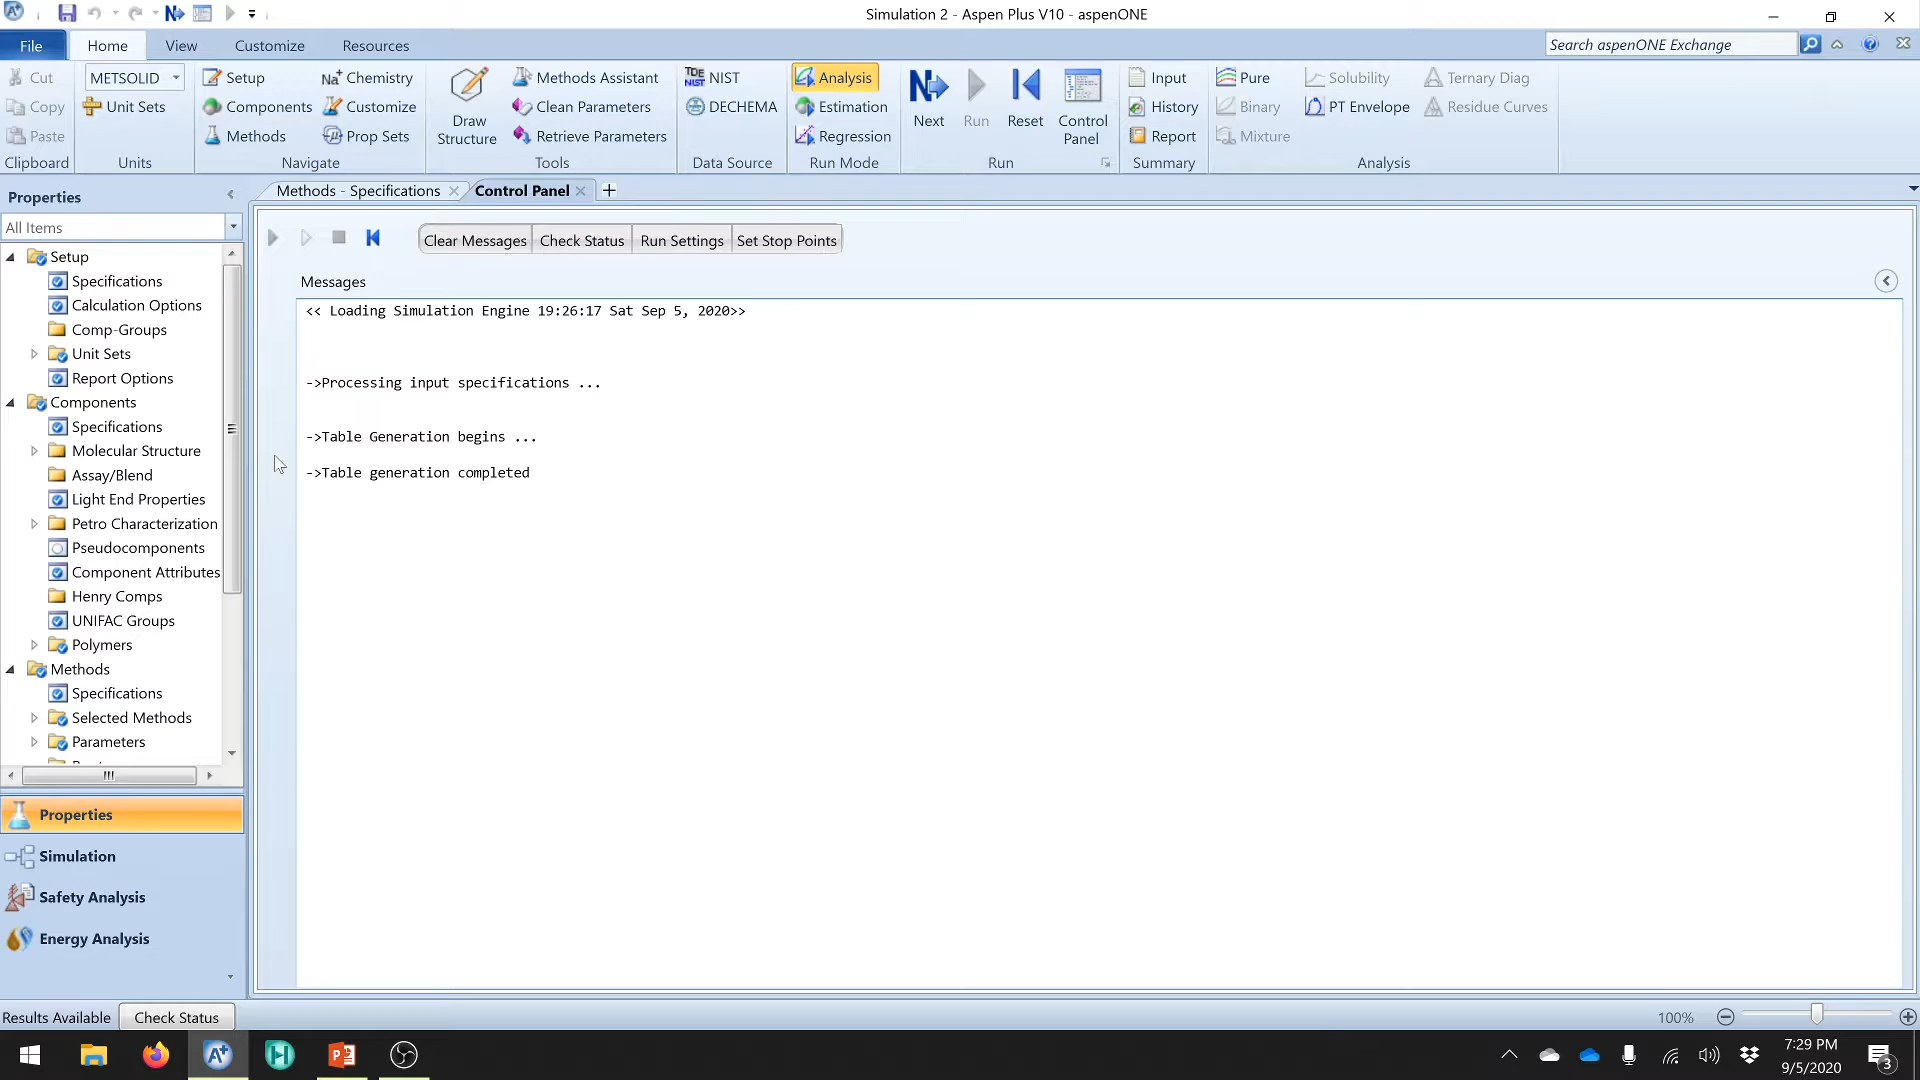 Simulation 2 - Aspen Plus V10 - aspenONE
File Home View Customize Resources
Search aspenONE Exchange
Cut
Copy
Paste
Clipboard
METSOLID
Unit Sets
Units
Setup
Components
Methods
Na+ Chemistry
Customize
Prop Sets
Navigate
Draw
Structure
Methods Assistant
Clean Parameters
Retrieve Parameters
Tools
TDE NIST NIST
DECHEMA
Data Source
Analysis
Estimation
Regression
Run Mode
Next
Run
Reset
Control
Panel
Run
Input
History
Report
Summary
Pure
Binary
Mixture
Solubility
PT Envelope
Ternary Diag
Residue Curves
Analysis
Properties
All Items
Setup
Specifications
Calculation Options
Comp-Groups
Unit Sets
Report Options
Components
Specifications
Molecular Structure
Assay/Blend
Light End Properties
Petro Characterization
Pseudocomponents
Component Attributes
Henry Comps
UNIFAC Groups
Polymers
Methods
Specifications
Selected Methods
Parameters
Properties
Simulation
Safety Analysis
Energy Analysis
Methods - Specifications
Control Panel
Clear Messages Check Status Run Settings Set Stop Points
Messages
<< Loading Simulation Engine 19:26:17 Sat Sep 5, 2020>>
->Processing input specifications ...
->Table Generation begins ...
->Table generation completed
Results Available Check Status
100%
7:29 PM
9/5/2020
3